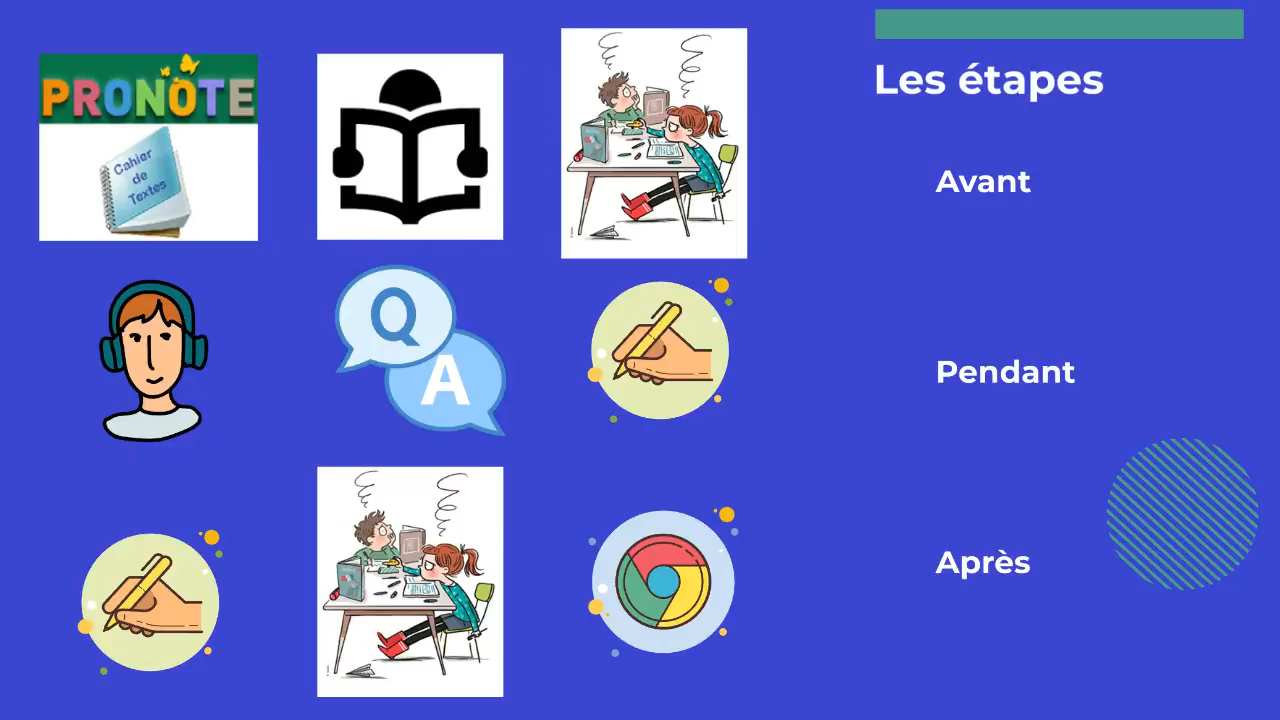 PRONOTE
Cahier
de
Textes
Q
A
Les étapes
Avant
Pendant
Après